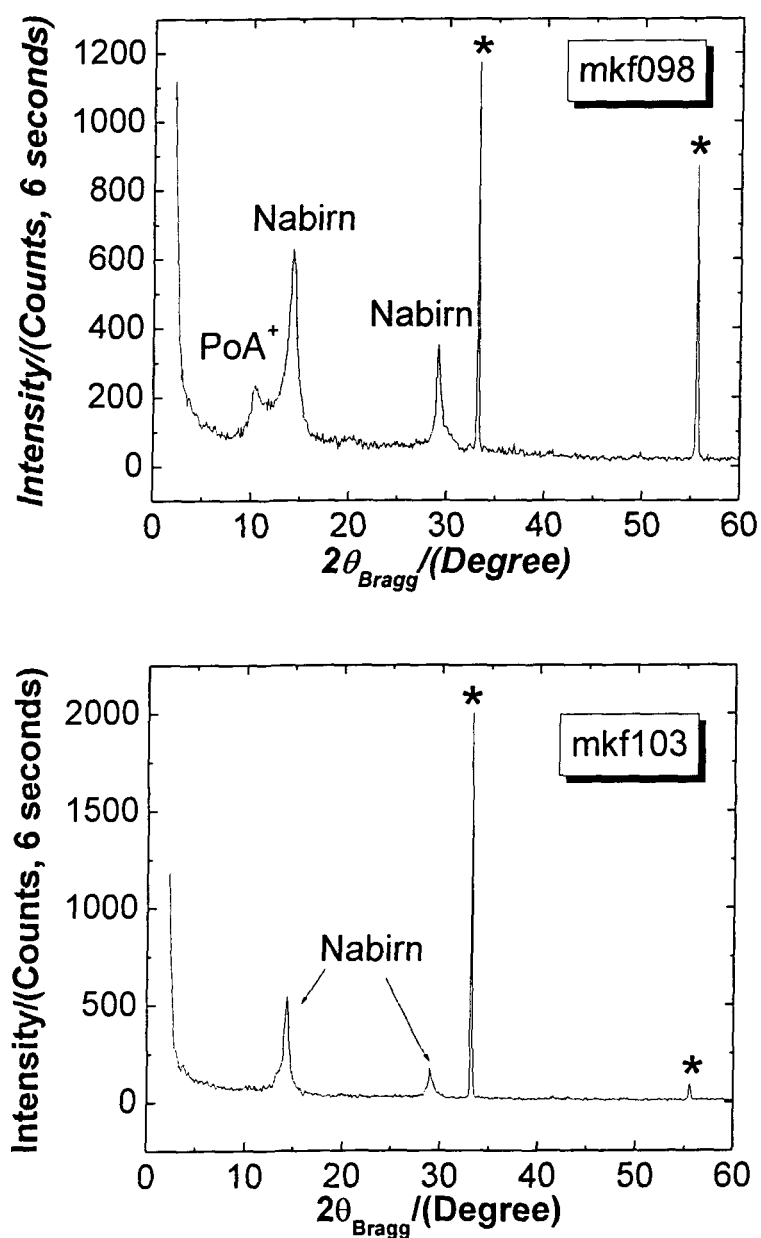 Intensity/(Counts, 6 seconds)
1200
1000
800
600
400
200
0
mkf098
*
*
Nabirn
Nabirn
PoA+
0 10 20 30 40 50 60
2θBragg/(Degree)
Intensity/(Counts, 6 seconds)
2000
1500
1000
500
0
*
mkf103
Nabirn
*
0 10 20 30 40 50 60
2θBragg/(Degree)